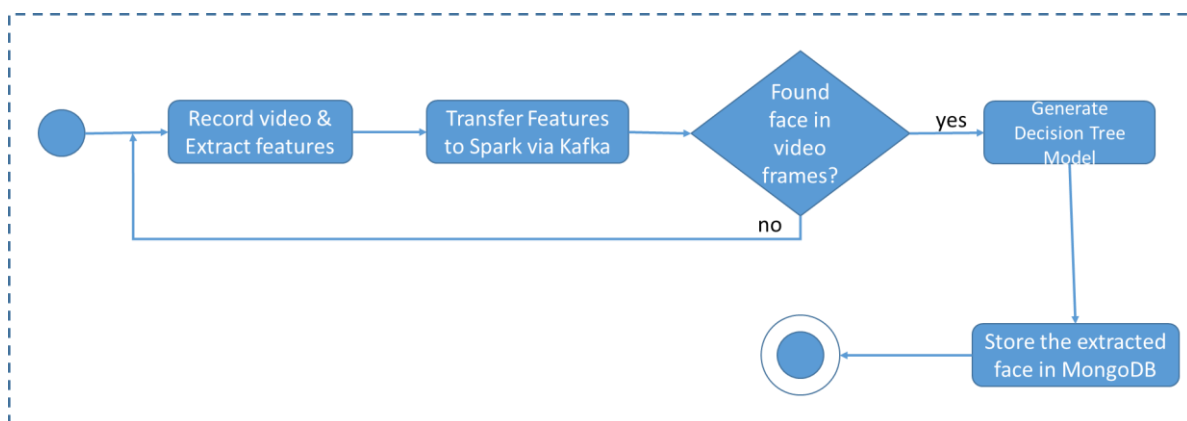 Record video &
Extract features
Transfer Features
to Spark via Kafka
Found
face in
video
frames?
yes
Generate
Decision Tree
Model
no
Store the extracted
face in MongoDB